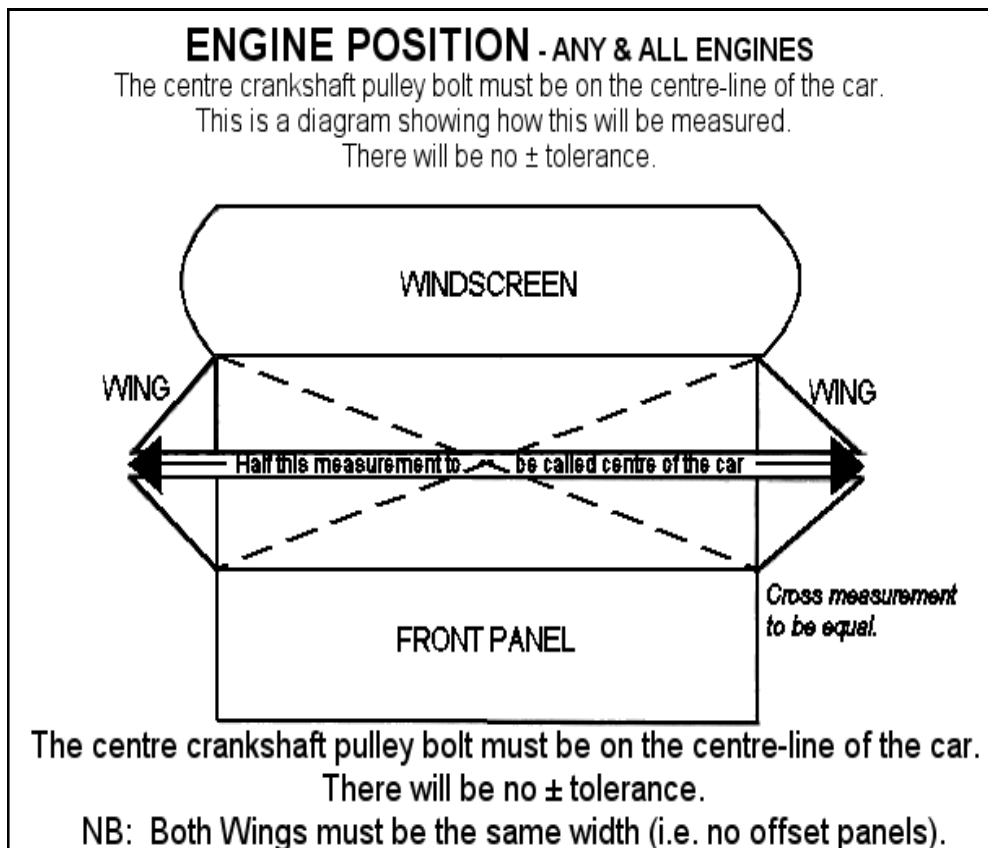 ENGINE POSITION - ANY & ALL ENGINES
The centre crankshaft pulley bolt must be on the centre-line of the car.
This is a diagram showing how this will be measured.
There will be no ± tolerance.
WINDSCREEN
WING
WING
Half this measurement to be called centre of the car
Cross measurement
to be equal.
FRONT PANEL
The centre crankshaft pulley bolt must be on the centre-line of the car.
There will be no ± tolerance.
NB: Both Wings must be the same width (i.e. no offset panels).